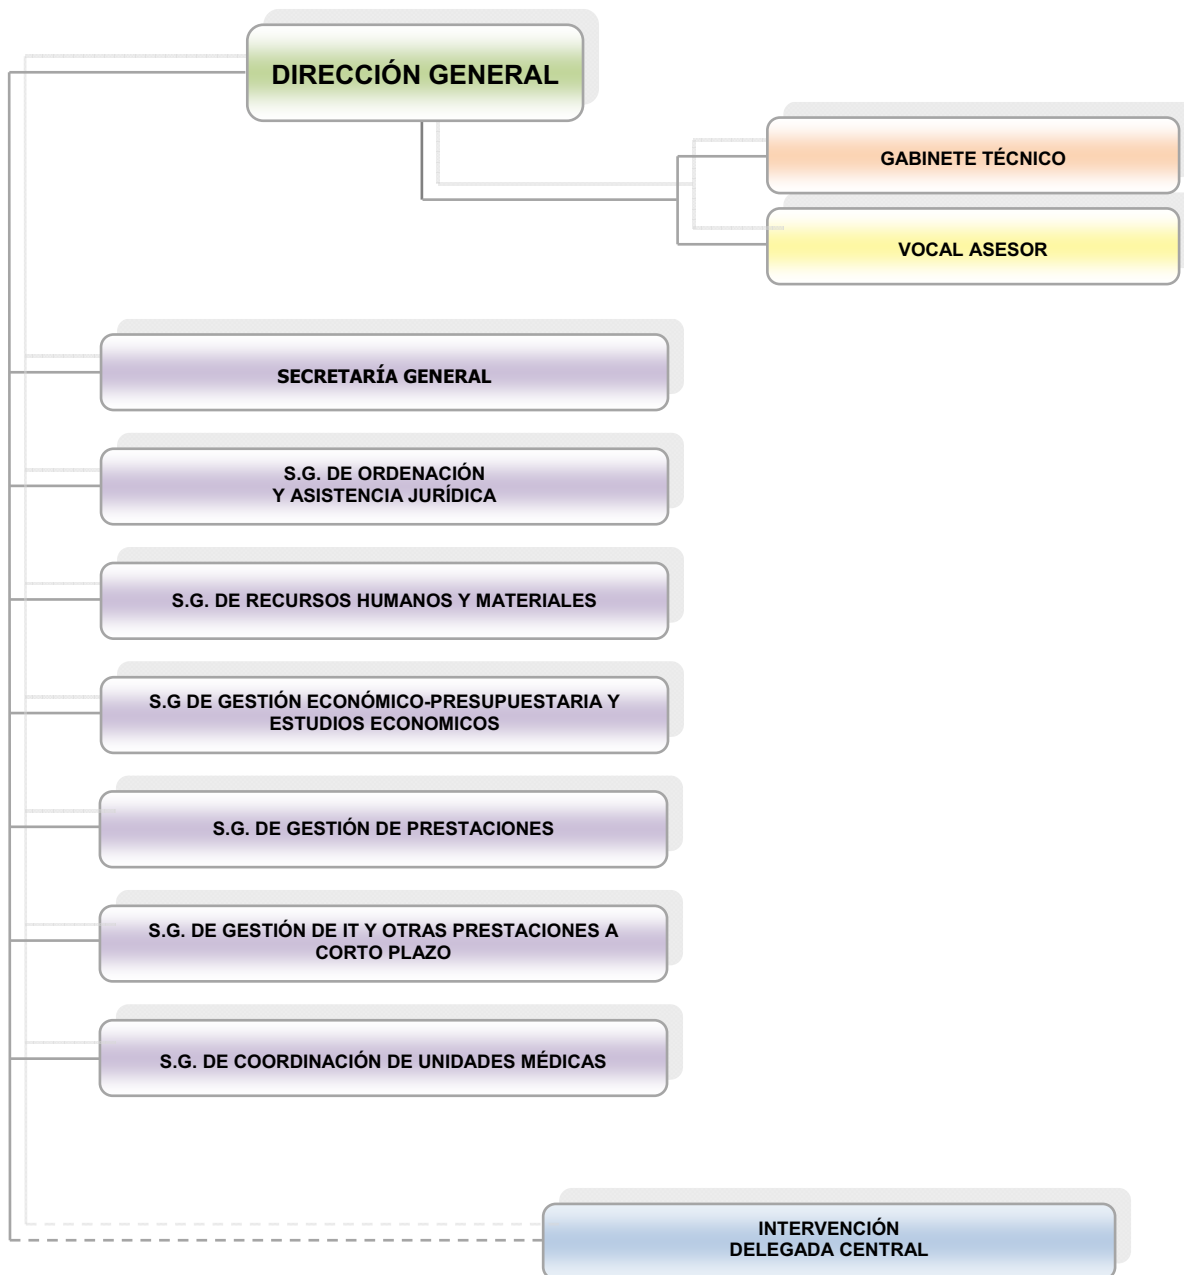 DIRECCIÓN GENERAL
GABINETE TÉCNICO
VOCAL ASESOR
SECRETARÍA GENERAL
S.G. DE ORDENACIÓN
Y ASISTENCIA JURÍDICA
S.G. DE RECURSOS HUMANOS Y MATERIALES
S.G DE GESTIÓN ECONÓMICO-PRESUPUESTARIA Y
ESTUDIOS ECONOMICOS
S.G. DE GESTIÓN DE PRESTACIONES
S.G. DE GESTIÓN DE IT Y OTRAS PRESTACIONES A
CORTO PLAZO
S.G. DE COORDINACIÓN DE UNIDADES MÉDICAS
INTERVENCIÓN
DELEGADA CENTRAL